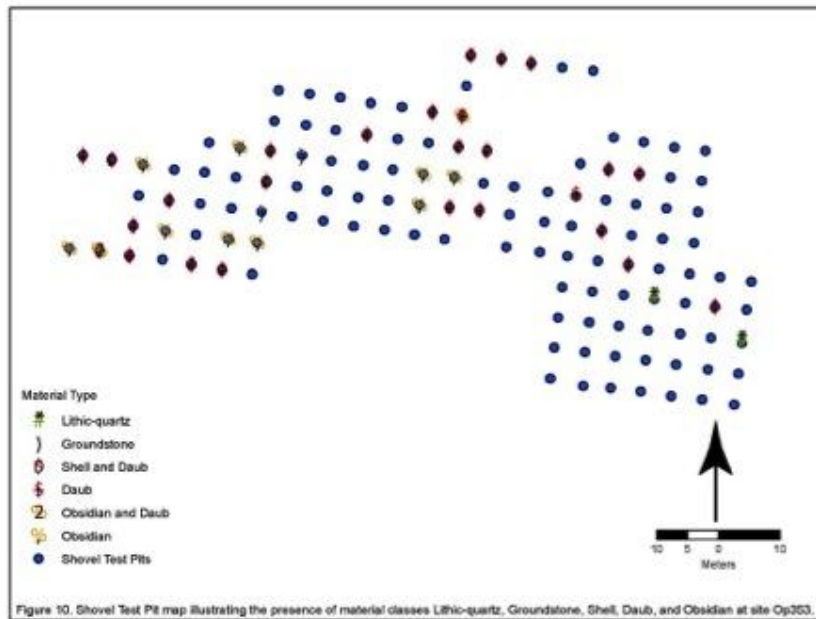 Material Type
Lithic-quartz
Groundstone
Shell and Daub
Daub
Obsidian and Daub
Obsidian
Shovel Test Pits
10 5 0 10
Meters
Figure 10. Shovel Test Pit map illustrating the presence of material classes Lithic-quartz, Groundstone, Shell, Daub, and Obsidian at site Op3S3.